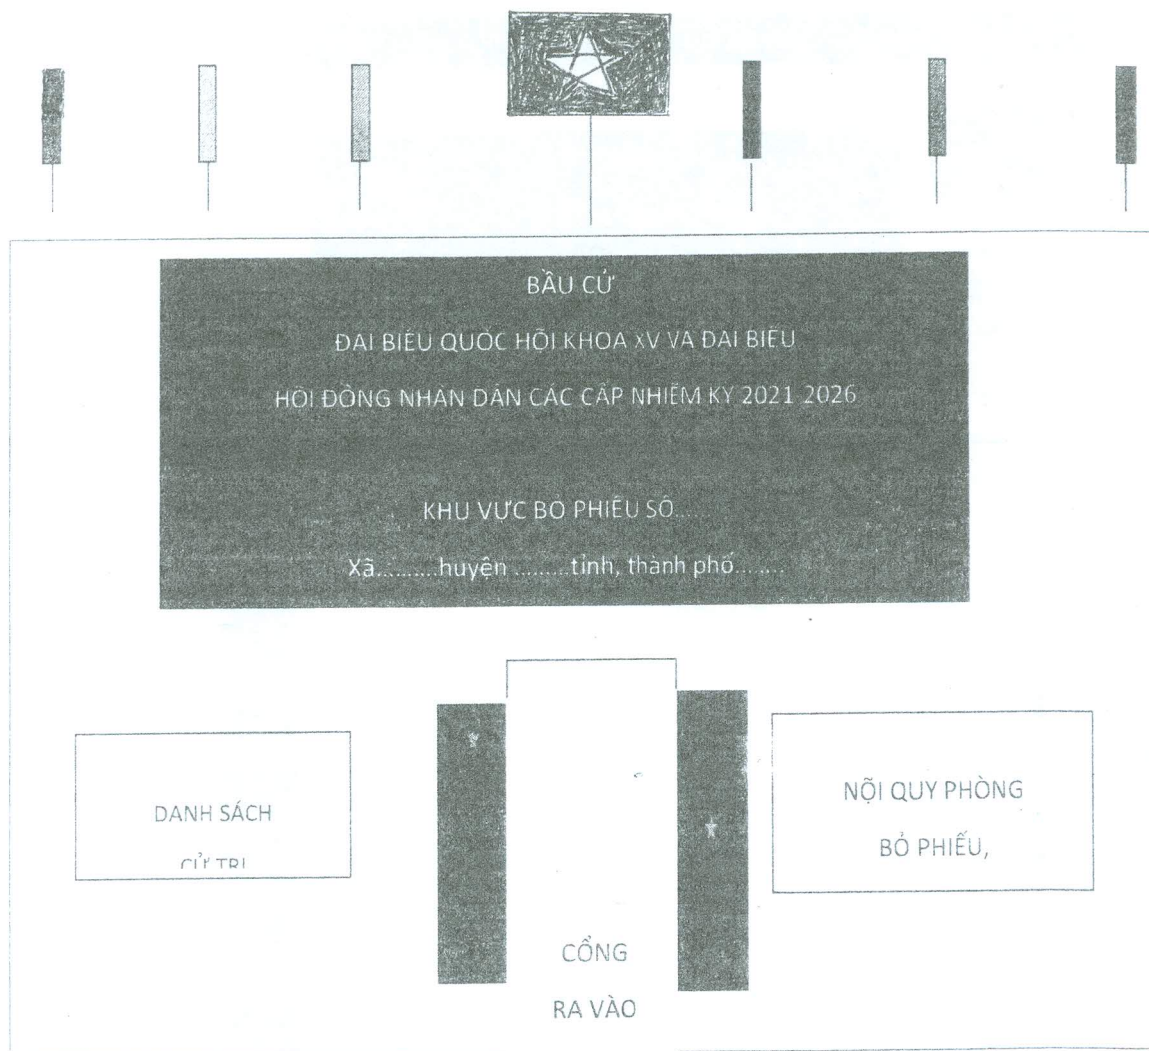 BẦU CỬ
ĐẠI BIỂU QUỐC HỘI KHÓA XV VÀ ĐẠI BIỂU
HỘI ĐỒNG NHÂN DÂN CÁC CẤP NHIỆM KỲ 2021 2026
KHU VỰC BỎ PHIẾU SỐ.....
Xã..........huyện .........tỉnh, thành phố........
DANH SÁCH
CỬ TRI
NỘI QUY PHÒNG
BỎ PHIẾU,
CỔNG
RA VÀO